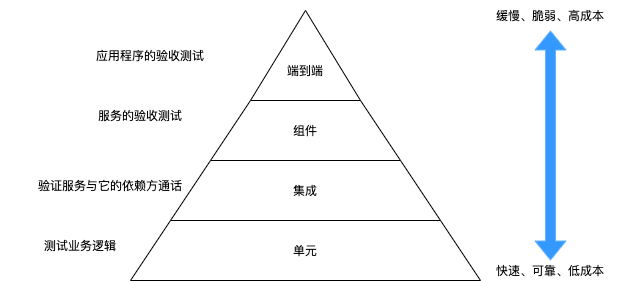 缓慢、脆弱、高成本
应用程序的验收测试
端到端
服务的验收测试
组件
验证服务与它的依赖方通话
集成
测试业务逻辑
单元
快速、可靠、低成本